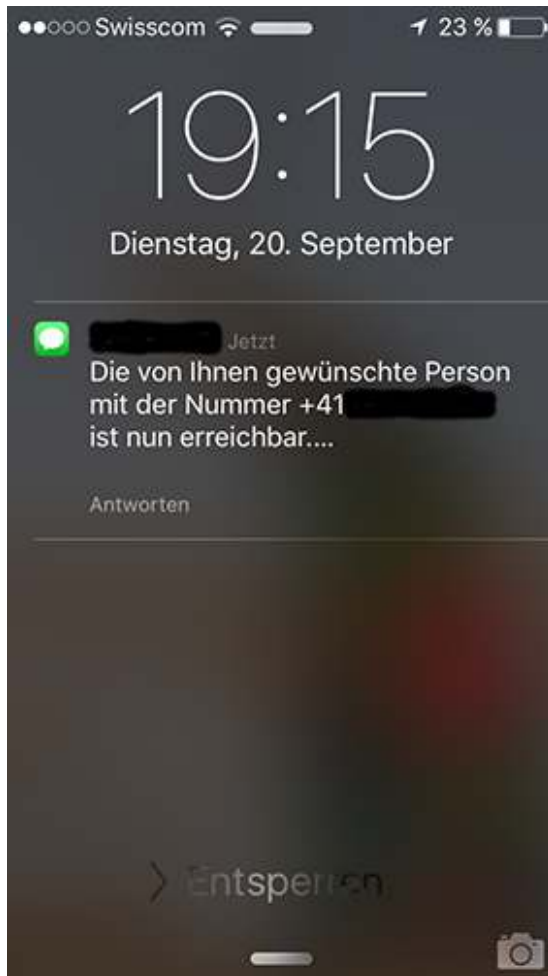 Swisscom 23 %
19:15
Dienstag, 20. September
Jetzt
Die von Ihnen gewünschte Person
mit der Nummer +41
ist nun erreichbar....
Antworten
Entsperren